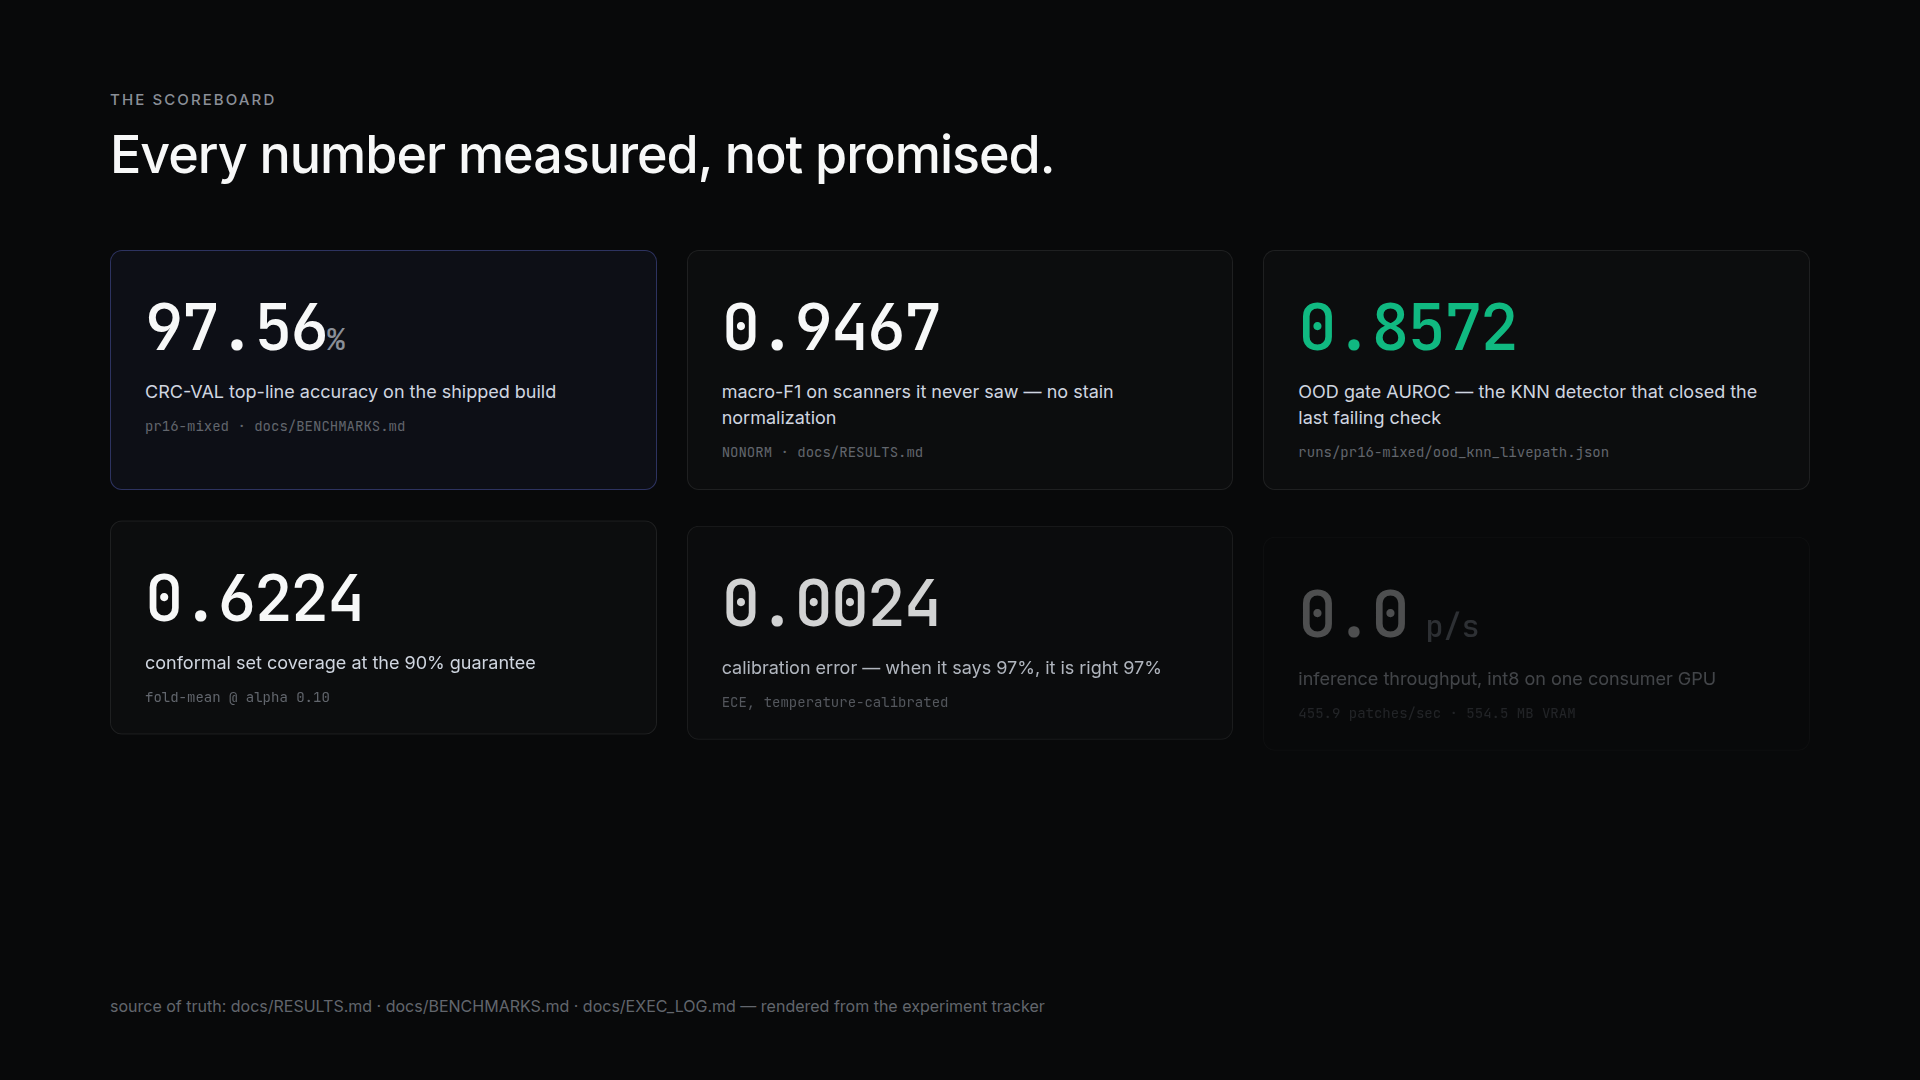 THE SCOREBOARD
Every number measured, not promised.
97.56%
CRC-VAL top-line accuracy on the shipped build
pr16-mixed · docs/BENCHMARKS.md
0.9467
macro-F1 on scanners it never saw — no stain
normalization
NONORM · docs/RESULTS.md
0.8572
OOD gate AUROC — the KNN detector that closed the
last failing check
runs/pr16-mixed/ood_knn_livepath.json
0.6224
conformal set coverage at the 90% guarantee
fold-mean @ alpha 0.10
0.0024
calibration error — when it says 97%, it is right 97%
ECE, temperature-calibrated
0.0 p/s
inference throughput, int8 on one consumer GPU
455.9 patches/sec · 554.5 MB VRAM
source of truth: docs/RESULTS.md · docs/BENCHMARKS.md · docs/EXEC_LOG.md — rendered from the experiment tracker